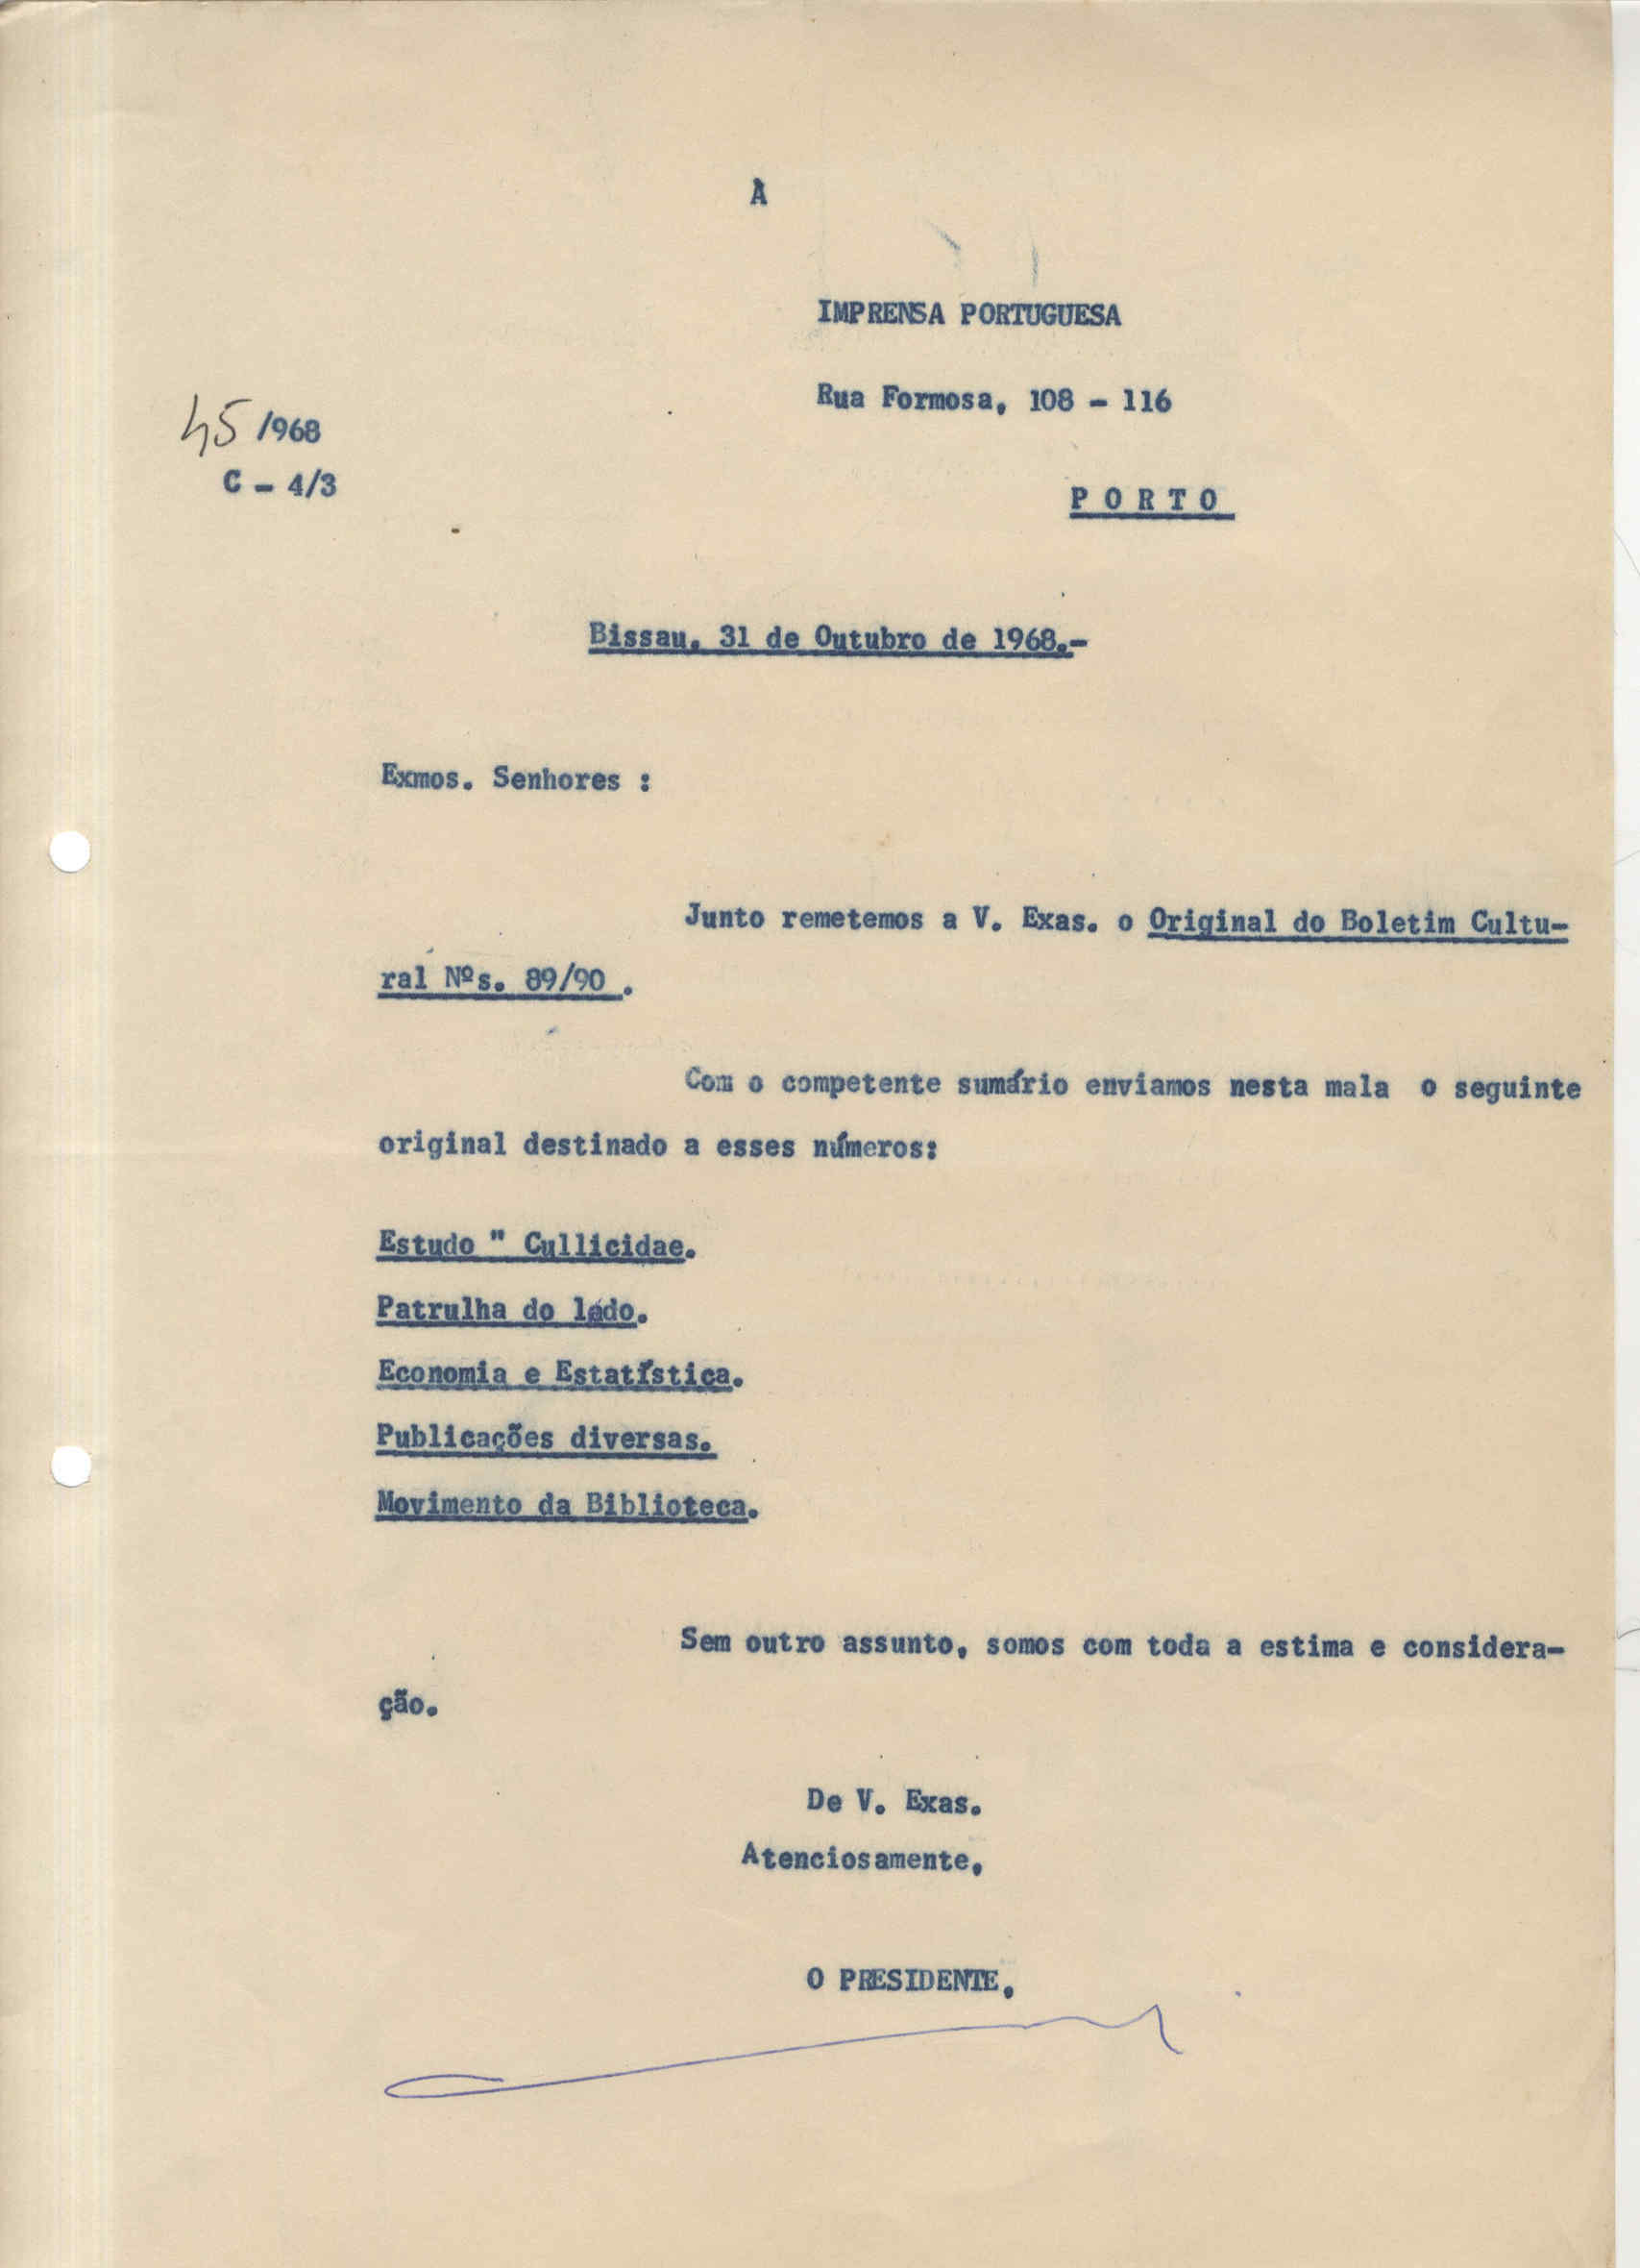 À
IMPRENSA PORTUGUESA
Rua Formosa, 108 - 116
45/968
C - 4/3
PORTO
Bissau, 31 de Outubro de 1968.-
Exmos. Senhores :
Junto remetemos a V. Exas. o Original do Boletim Cultu-
ral Nºs. 89/90 .
Com o competente sumário enviamos nesta mala o seguinte
original destinado a esses números:
Estudo " Cullicidae.
Patrulha do lado.
Economia e Estatística.
Publicações diversas.
Movimento da Biblioteca.
Sem outro assunto, somos com toda a estima e considera-
ção.
De V. Exas.
Atenciosamente,
O PRESIDENTE,